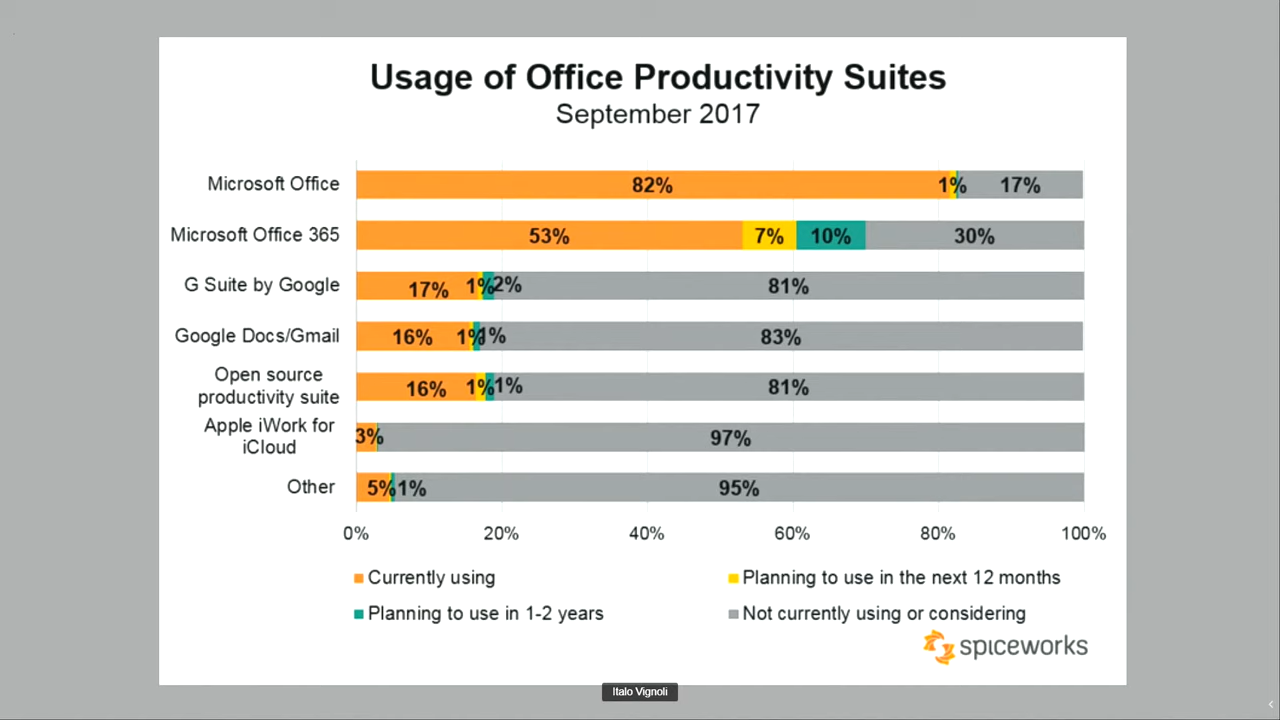 Usage of Office Productivity Suites
September 2017
Microsoft Office
82%
1%
17%
Microsoft Office 365
53%
7%
10%
30%
G Suite by Google
17%
1%
2%
81%
Google Docs/Gmail
16%
1%
1%
83%
Open source
productivity suite
16%
1%
1%
81%
Apple iWork for
iCloud
3%
97%
Other
5%
1%
95%
0%
20%
40%
60%
80%
100%
Currently using
Planning to use in the next 12 months
Planning to use in 1-2 years
Not currently using or considering
spiceworks
Italo Vignoli